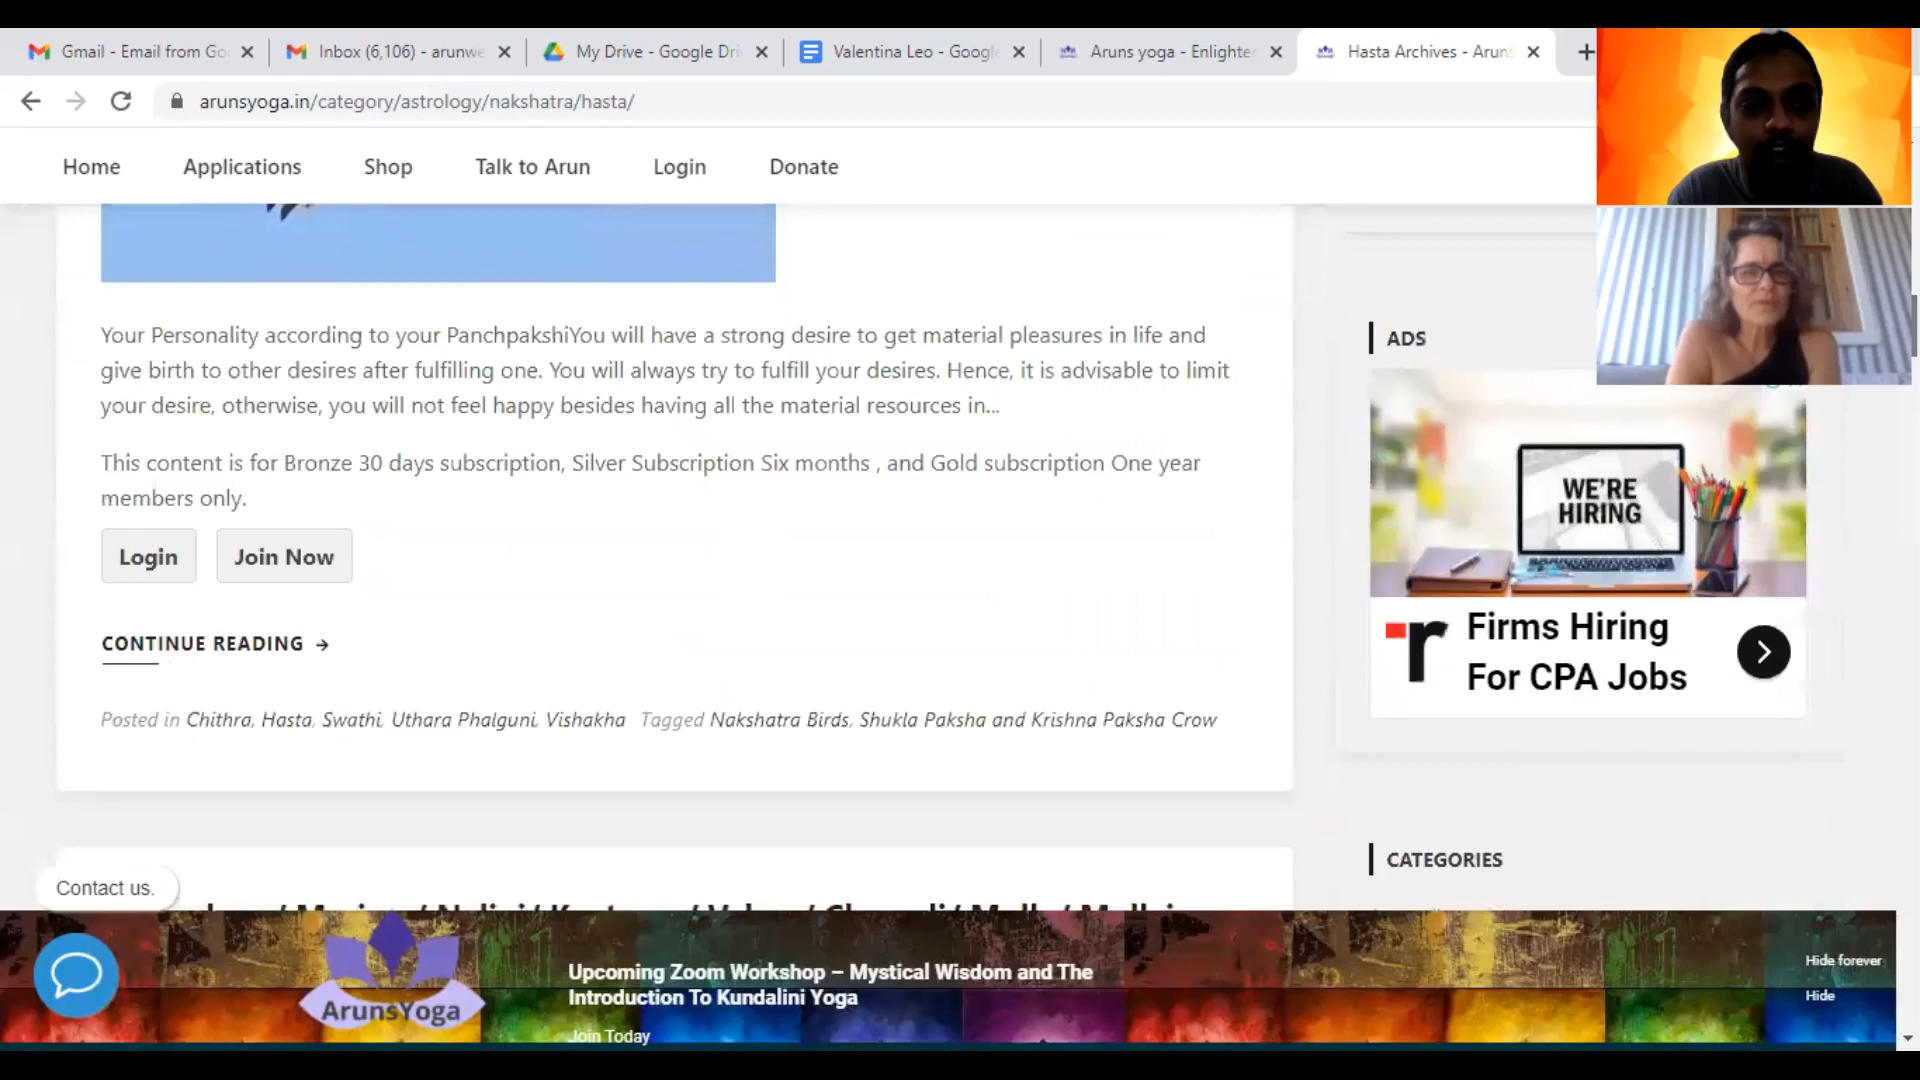 Gmail - Email from Go
Inbox (6,106) - arunwe
My Drive - Google Dri
Valentina Leo - Google
Aruns yoga - Enlighten
Hasta Archives - Aruns
arunsyoga.in/category/astrology/nakshatra/hasta/
Home
Applications
Shop
Talk to Arun
Login
Donate
Your Personality according to your PanchpakshiYou will have a strong desire to get material pleasures in life and
give birth to other desires after fulfilling one. You will always try to fulfill your desires. Hence, it is advisable to limit
your desire, otherwise, you will not feel happy besides having all the material resources in...
This content is for Bronze 30 days subscription, Silver Subscription Six months , and Gold subscription One year
members only.
Login
Join Now
CONTINUE READING →
Posted in Chithra, Hasta, Swathi, Uthara Phalguni, Vishakha Tagged Nakshatra Birds, Shukla Paksha and Krishna Paksha Crow
ADS
WE'RE
HIRING
r
Firms Hiring
For CPA Jobs
CATEGORIES
Contact us.
ArunsYoga
Upcoming Zoom Workshop – Mystical Wisdom and The
Introduction To Kundalini Yoga
Join Today
Hide forever
Hide